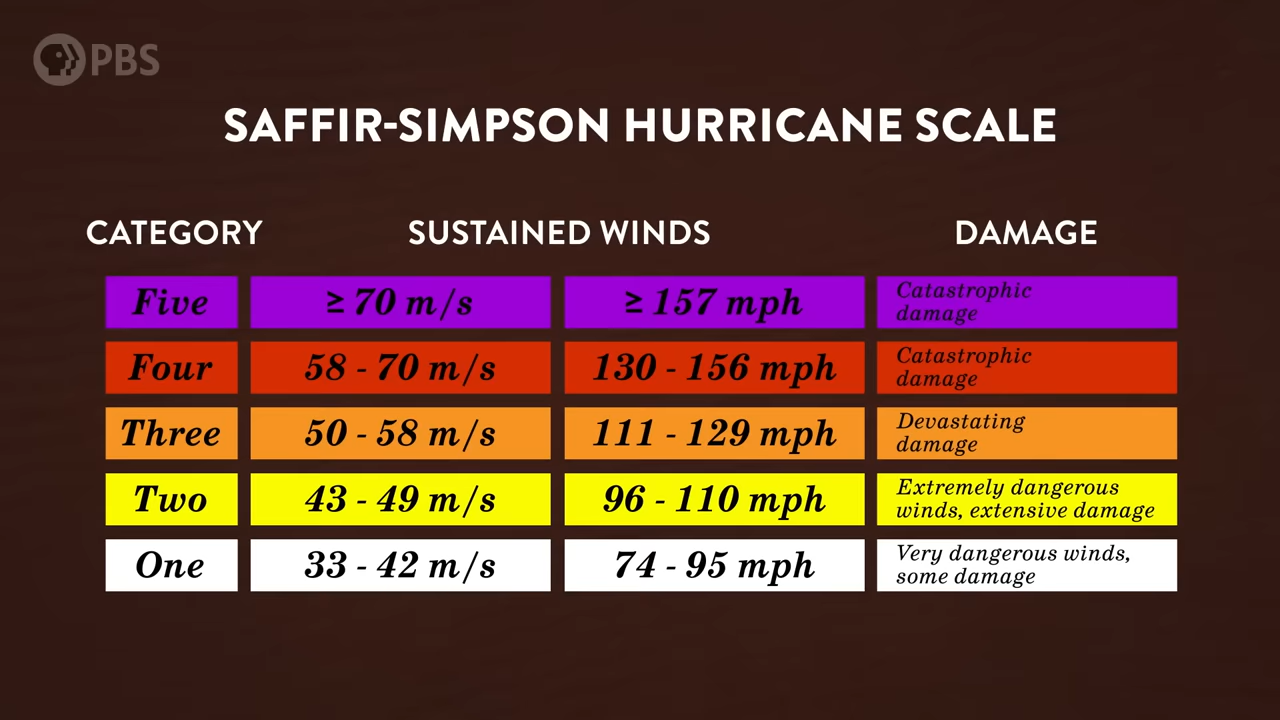 PBS
SAFFIR-SIMPSON HURRICANE SCALE
CATEGORY SUSTAINED WINDS DAMAGE
Five ≥ 70 m/s ≥ 157 mph Catastrophic
damage
Four 58 - 70 m/s 130 - 156 mph Catastrophic
damage
Three 50 - 58 m/s 111 - 129 mph Devastating
damage
Two 43 - 49 m/s 96 - 110 mph Extremely dangerous
winds, extensive damage
One 33 - 42 m/s 74 - 95 mph Very dangerous winds,
some damage